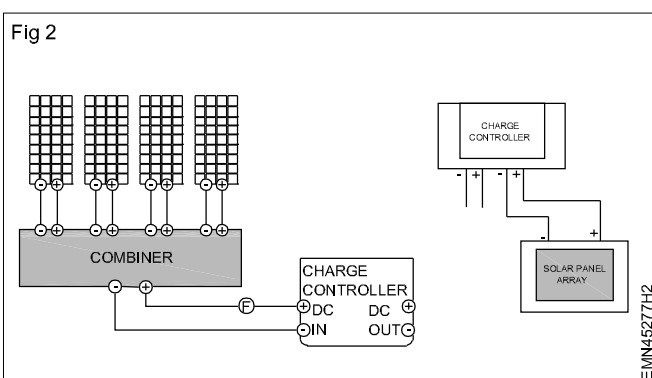 Fig 2
- + - + - + - +
- + - + - + - +
COMBINER
- +
F
CHARGE
CONTROLLER
+ DC DC +
- IN OUT -
CHARGE
CONTROLLER
- + - +
- +
SOLAR PANEL
ARRAY
EMN45277H2